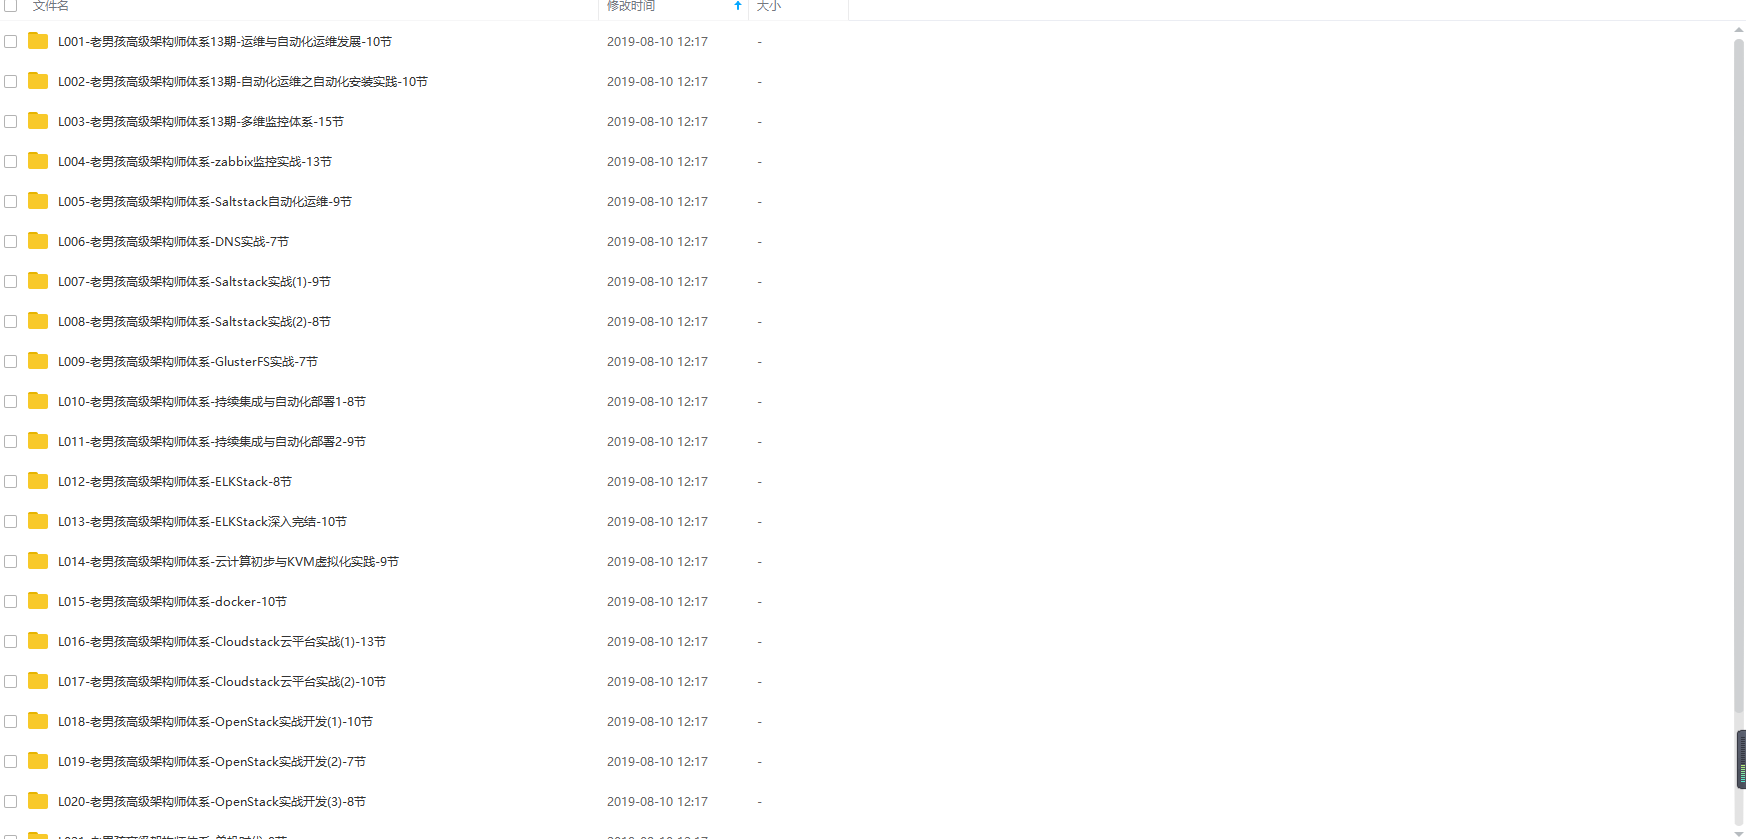 文件名 修改时间 大小
L001-老男孩高级架构师体系13期-运维与自动化运维发展-10节 2019-08-10 12:17 -
L002-老男孩高级架构师体系13期-自动化运维之自动化安装实践-10节 2019-08-10 12:17 -
L003-老男孩高级架构师体系13期-多维监控体系-15节 2019-08-10 12:17 -
L004-老男孩高级架构师体系-zabbix监控实战-13节 2019-08-10 12:17 -
L005-老男孩高级架构师体系-Saltstack自动化运维-9节 2019-08-10 12:17 -
L006-老男孩高级架构师体系-DNS实战-7节 2019-08-10 12:17 -
L007-老男孩高级架构师体系-Saltstack实战(1)-9节 2019-08-10 12:17 -
L008-老男孩高级架构师体系-Saltstack实战(2)-8节 2019-08-10 12:17 -
L009-老男孩高级架构师体系-GlusterFS实战-7节 2019-08-10 12:17 -
L010-老男孩高级架构师体系-持续集成与自动化部署1-8节 2019-08-10 12:17 -
L011-老男孩高级架构师体系-持续集成与自动化部署2-9节 2019-08-10 12:17 -
L012-老男孩高级架构师体系-ELKStack-8节 2019-08-10 12:17 -
L013-老男孩高级架构师体系-ELKStack深入完结-10节 2019-08-10 12:17 -
L014-老男孩高级架构师体系-云计算初步与KVM虚拟化实践-9节 2019-08-10 12:17 -
L015-老男孩高级架构师体系-docker-10节 2019-08-10 12:17 -
L016-老男孩高级架构师体系-Cloudstack云平台实战(1)-13节 2019-08-10 12:17 -
L017-老男孩高级架构师体系-Cloudstack云平台实战(2)-10节 2019-08-10 12:17 -
L018-老男孩高级架构师体系-OpenStack实战开发(1)-10节 2019-08-10 12:17 -
L019-老男孩高级架构师体系-OpenStack实战开发(2)-7节 2019-08-10 12:17 -
L020-老男孩高级架构师体系-OpenStack实战开发(3)-8节 2019-08-10 12:17 -